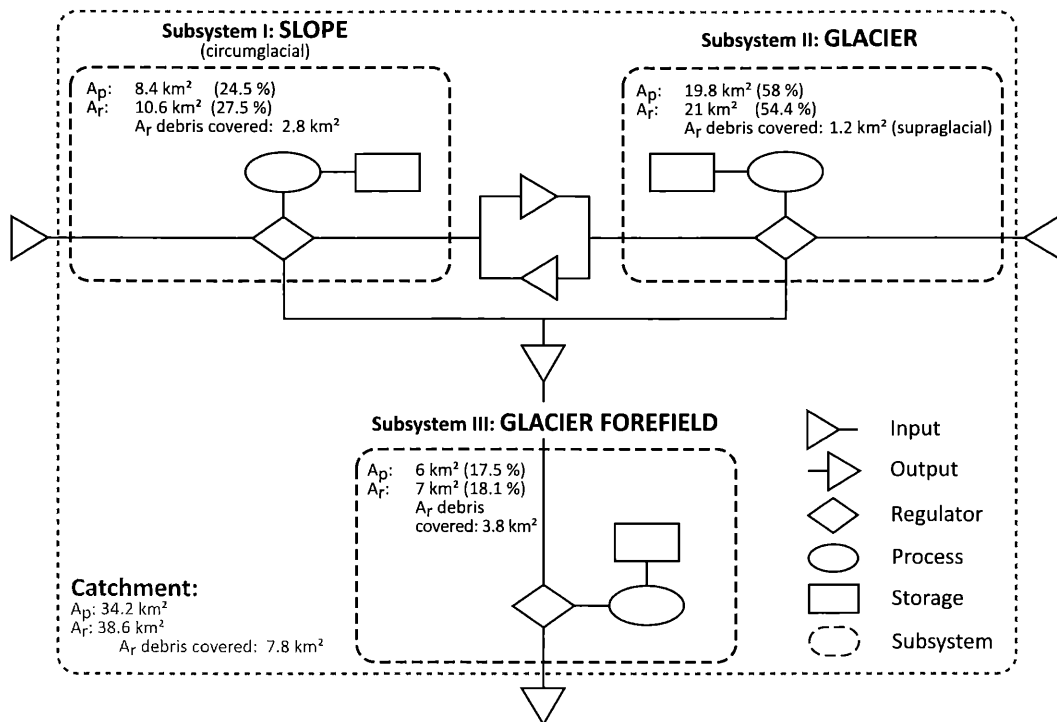 Subsystem I: SLOPE
(circumglacial)
Ap: 8.4 km² (24.5 %)
Ar: 10.6 km² (27.5 %)
Ar debris covered: 2.8 km²
Subsystem II: GLACIER
Ap: 19.8 km² (58 %)
Ar: 21 km² (54.4 %)
Ar debris covered: 1.2 km² (supraglacial)
Subsystem III: GLACIER FOREFIELD
Ap: 6 km² (17.5 %)
Ar: 7 km² (18.1 %)
Ar debris
covered: 3.8 km²
Catchment:
Ap: 34.2 km²
Ar: 38.6 km²
Ar debris covered: 7.8 km²
Input
Output
Regulator
Process
Storage
Subsystem